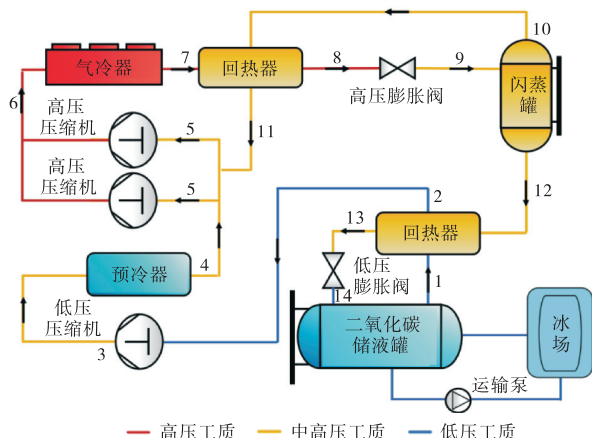 10
7
8
9
气冷器
回热器
闪蒸
罐
高压膨胀阀
6
高压
压缩机
5
11
高压
压缩机
5
12
2
13
回热器
预冷器
4
低压
膨胀阀
14
1
低压
压缩机
3
二氧化碳
储液罐
冰
场
运输泵
高压工质
中高压工质
低压工质